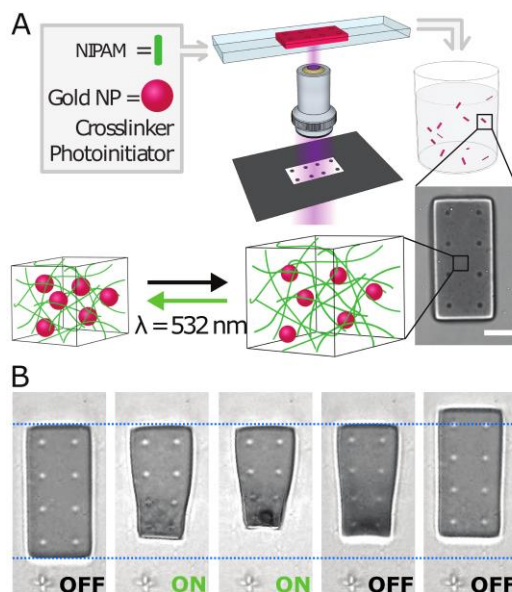 A
NIPAM =
Gold NP =
Crosslinker
Photoinitiator
λ = 532 nm
B
OFF
ON
ON
OFF
OFF